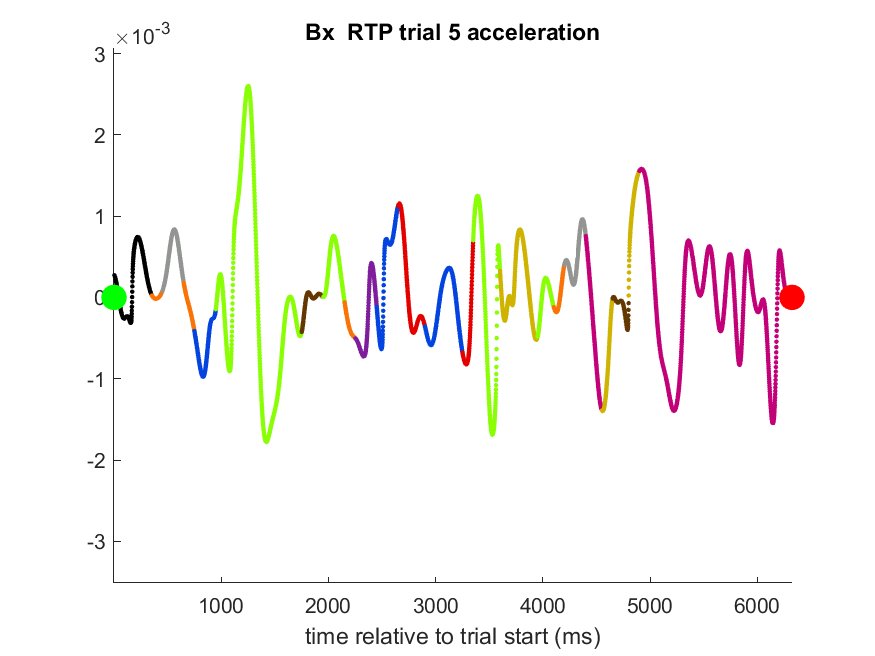 Bx  RTP trial 5 acceleration
×10⁻³
3
2
1
0
-1
-2
-3
1000 2000 3000 4000 5000 6000
time relative to trial start (ms)